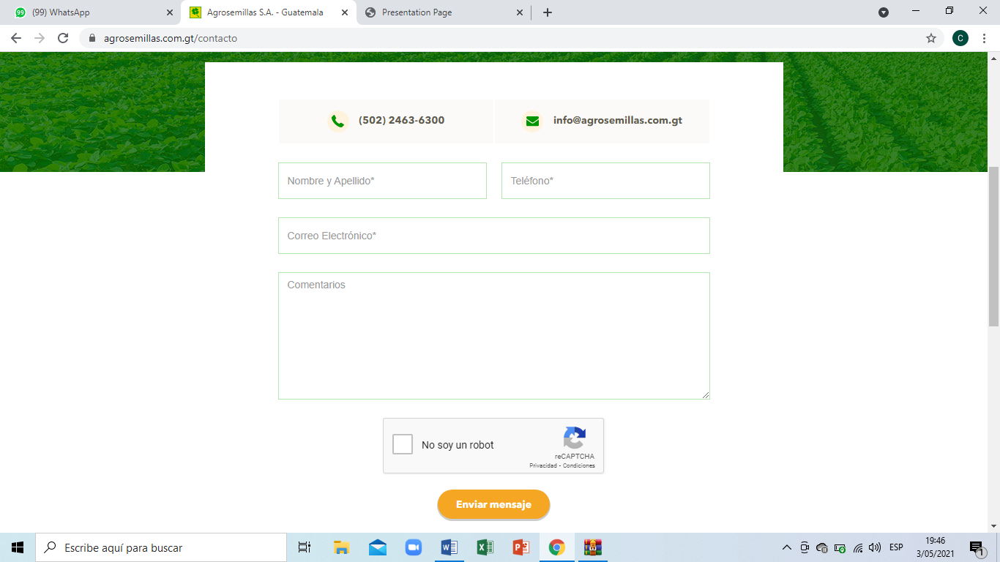 (99) WhatsApp
Agrosemillas S.A. - Guatemala
Presentation Page
agrosemillas.com.gt/contacto
C
(502) 2463-6300
info@agrosemillas.com.gt
Nombre y Apellido*
Teléfono*
Correo Electrónico*
Comentarios
No soy un robot
reCAPTCHA
Privacidad - Condiciones
Enviar mensaje
Escribe aquí para buscar
ESP
19:46
3/05/2021
1